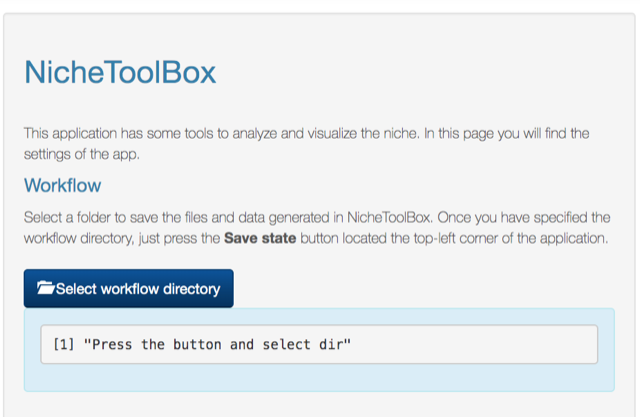 NicheToolBox
This application has some tools to analyze and visualize the niche. In this page you will find the
settings of the app.
Workflow
Select a folder to save the files and data generated in NicheToolBox. Once you have specified the
workflow directory, just press the Save state button located the top-left corner of the application.
Select workflow directory
[1] "Press the button and select dir"